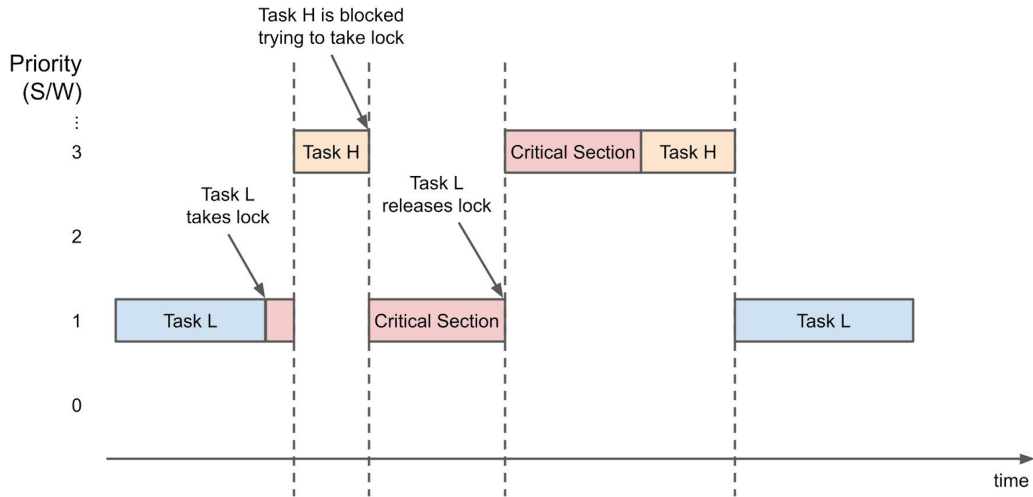 Task H is blocked
trying to take lock
Priority
(S/W)
...
3
Task H
Critical Section
Task H
Task L
takes lock
Task L
releases lock
2
1
Task L
Critical Section
Task L
0
time